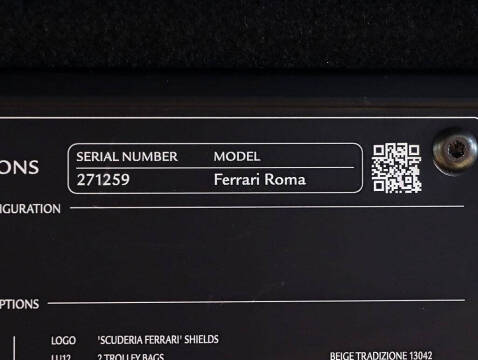 ONS
SERIAL NUMBER MODEL
271259 Ferrari Roma
IGURATION
PTIONS
LOGO 'SCUDERIA FERRARI' SHIELDS
LU12 2 TROLLEY BAGS BEIGE TRADIZIONE 13042